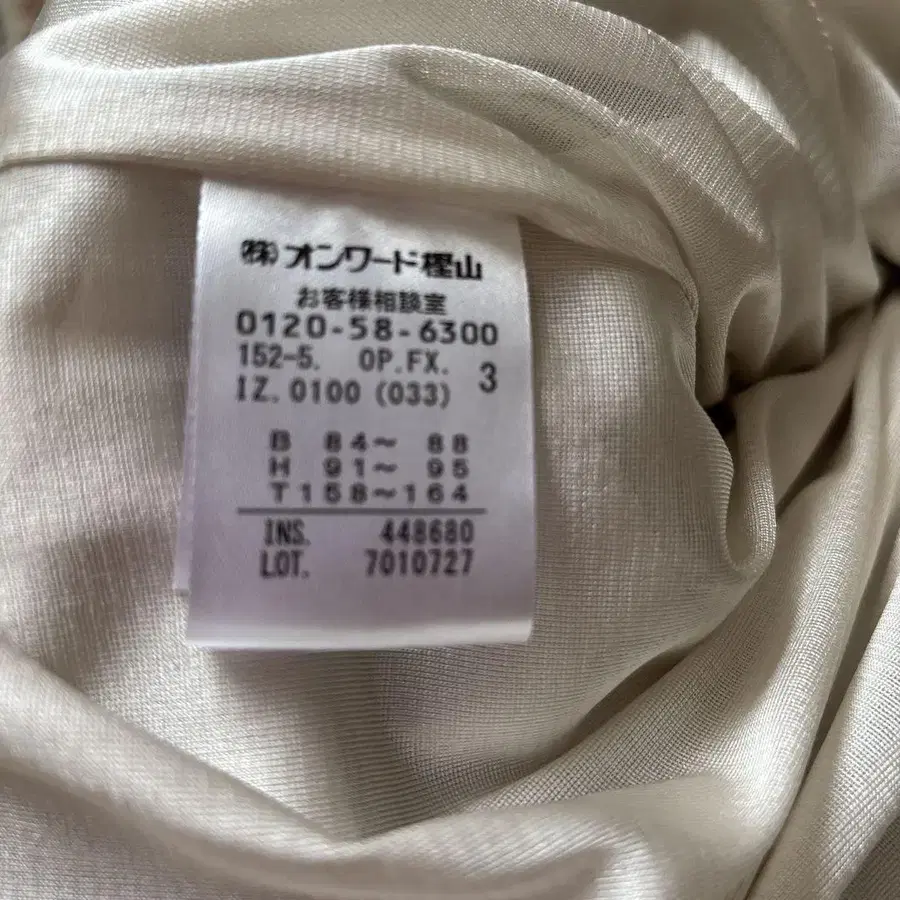 ㈱オンワード樫山
お客様相談室
0120-58-6300
152-5. OP.FX. 3
IZ.0100 (033)
B 84～ 88
H 91～ 95
T158～164
INS. 448680
LOT. 7010727